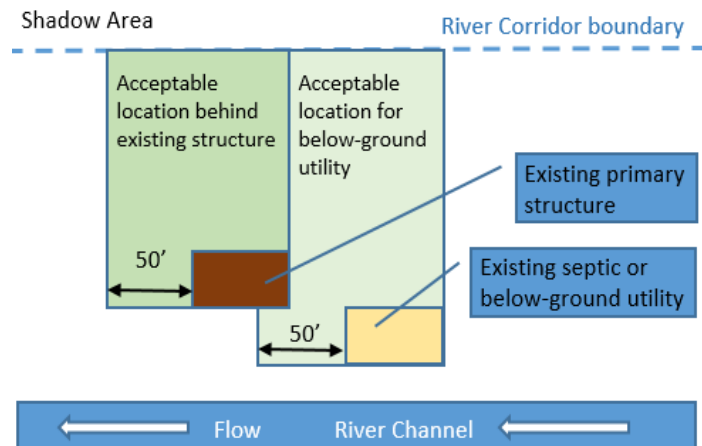 Shadow Area
River Corridor boundary
Acceptable
location behind
existing structure
Acceptable
location for
below-ground
utility
Existing primary
structure
50’
Existing septic or
below-ground utility
50’
Flow
River Channel